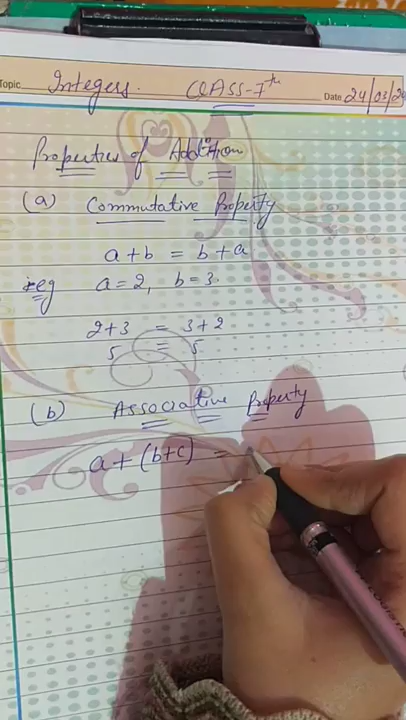 Topic Integers. CLASS-7th Date 24/03/2
Properties of Addition
(a) Commutative Property
a+b = b+a
eg a=2, b=3.
2+3 = 3+2
5 = 5
(b) Associative Property
a+(b+c) =